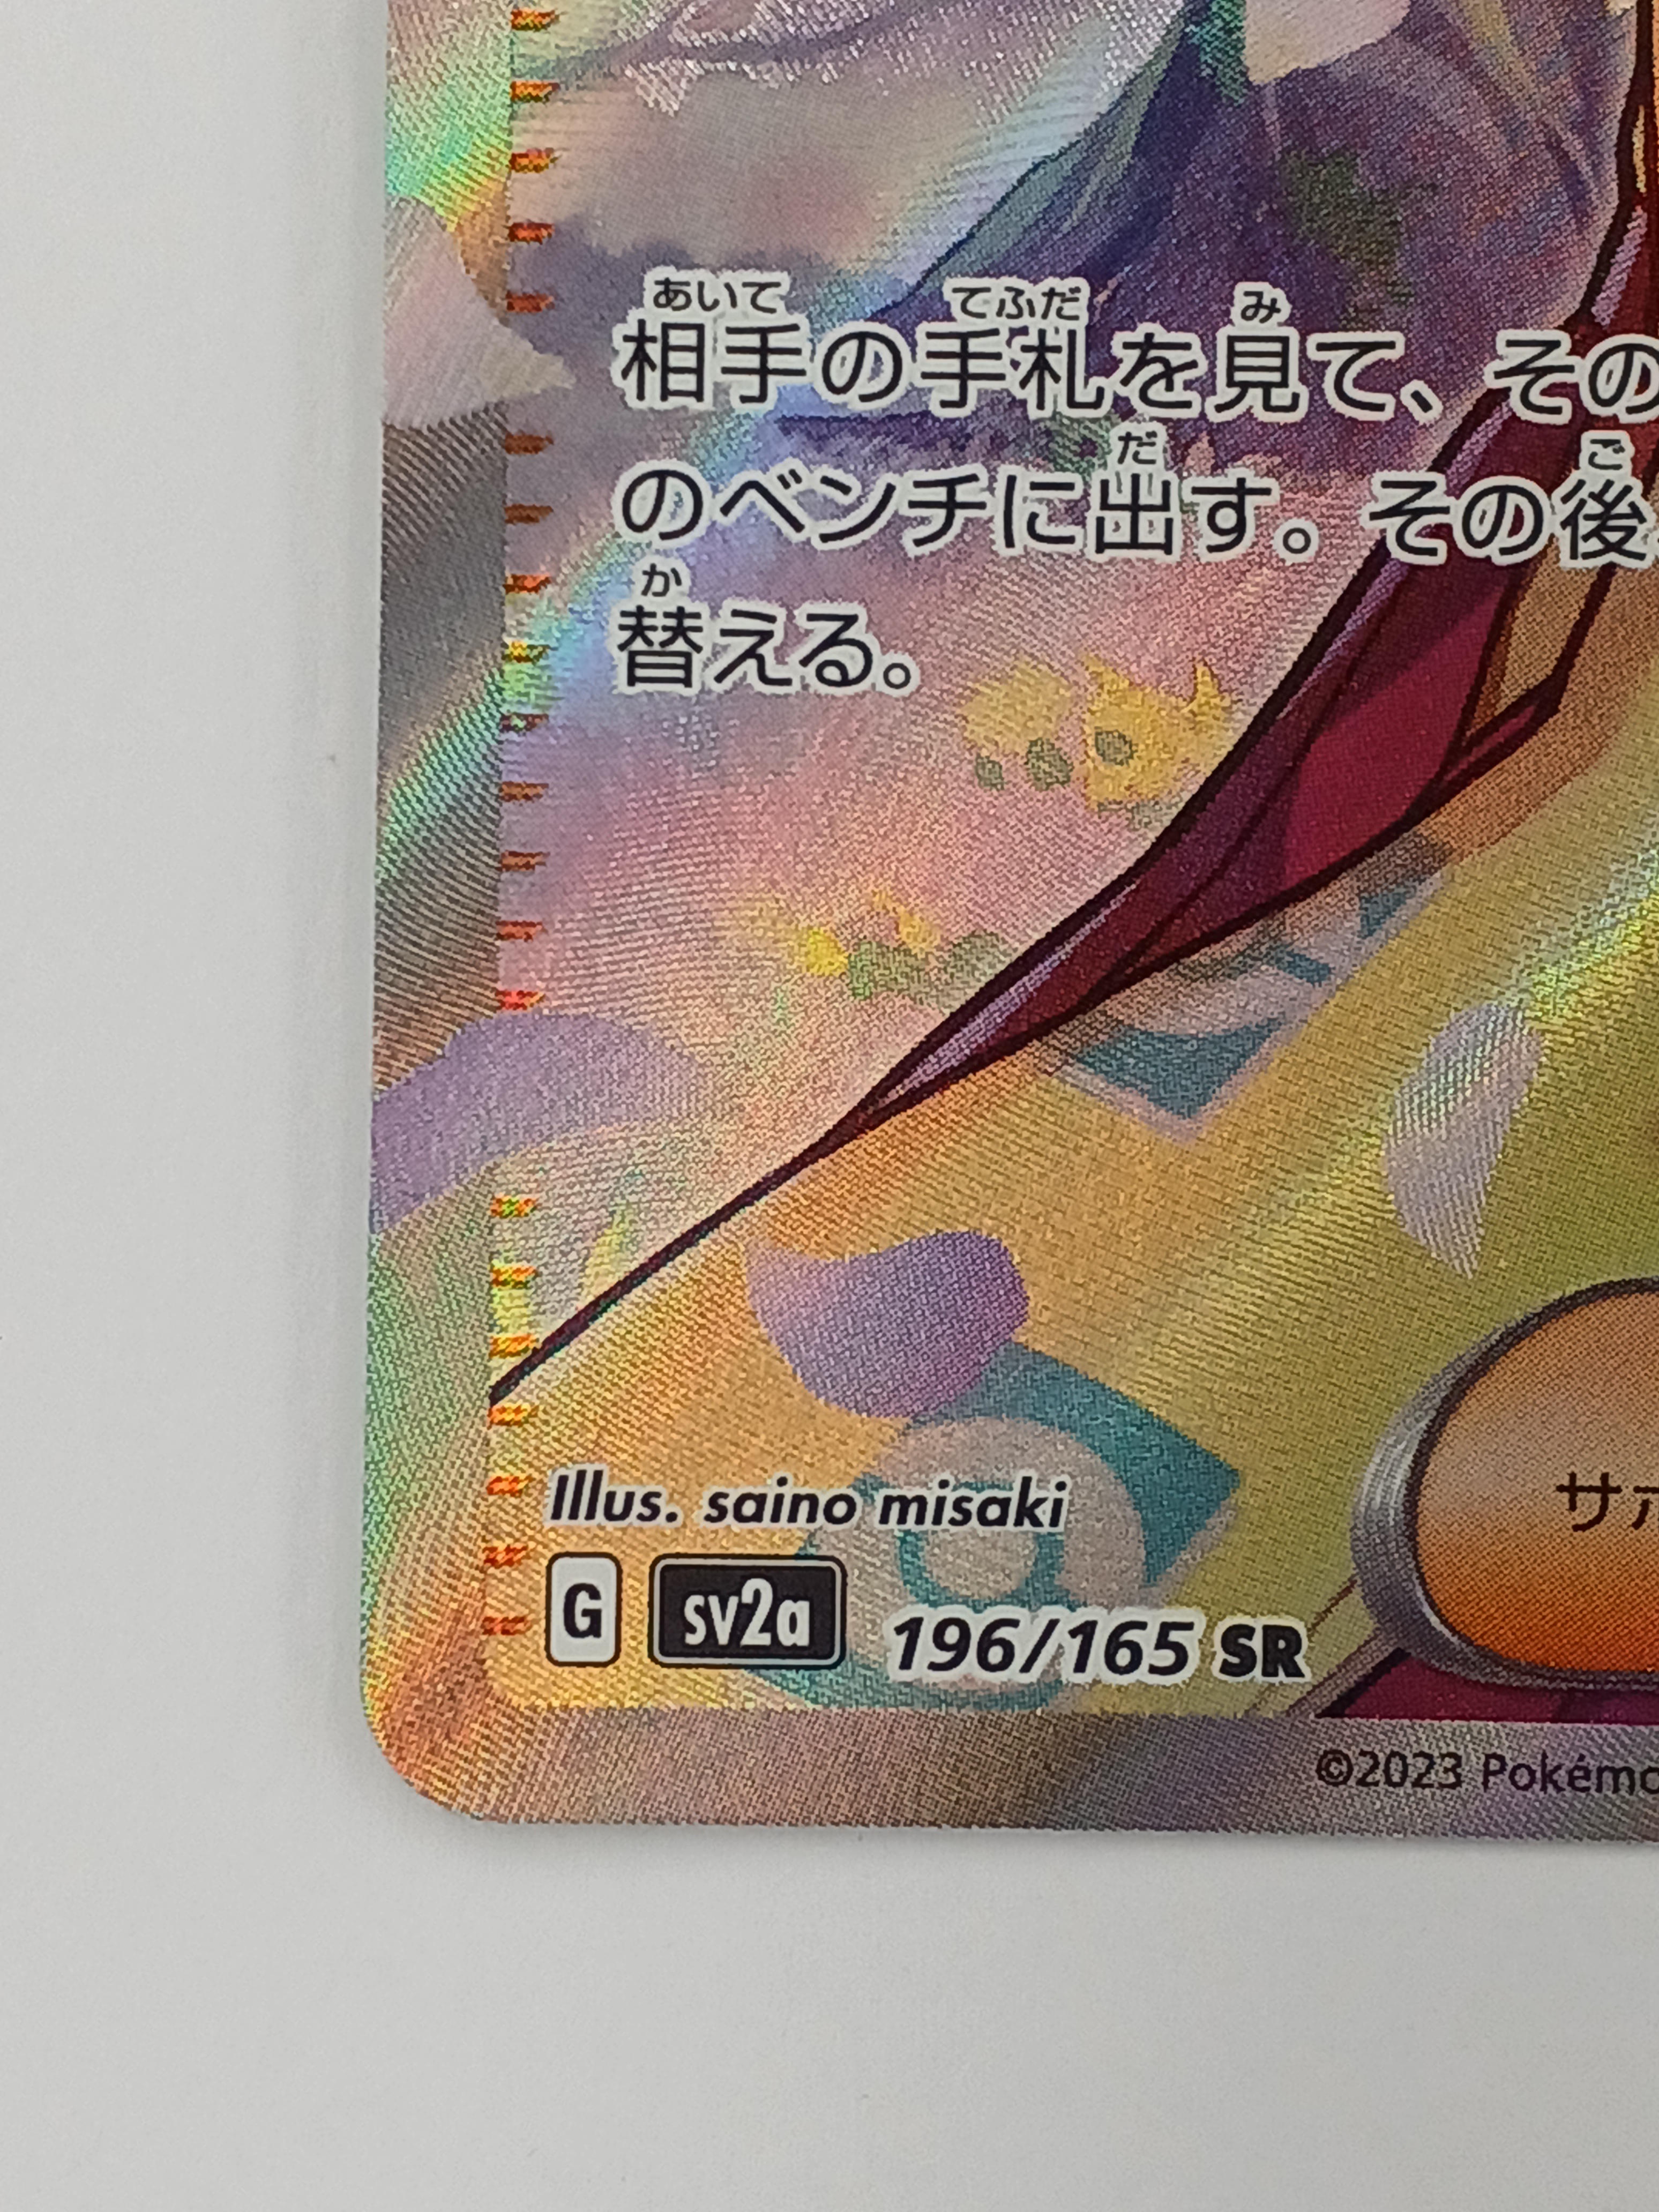 あいて てふだ み
相手の手札を見て、その
だ ご
のベンチに出す。その後
か
替える。
Illus. saino misaki
G sv2a 196/165 SR
サポ
©2023 Pokémo